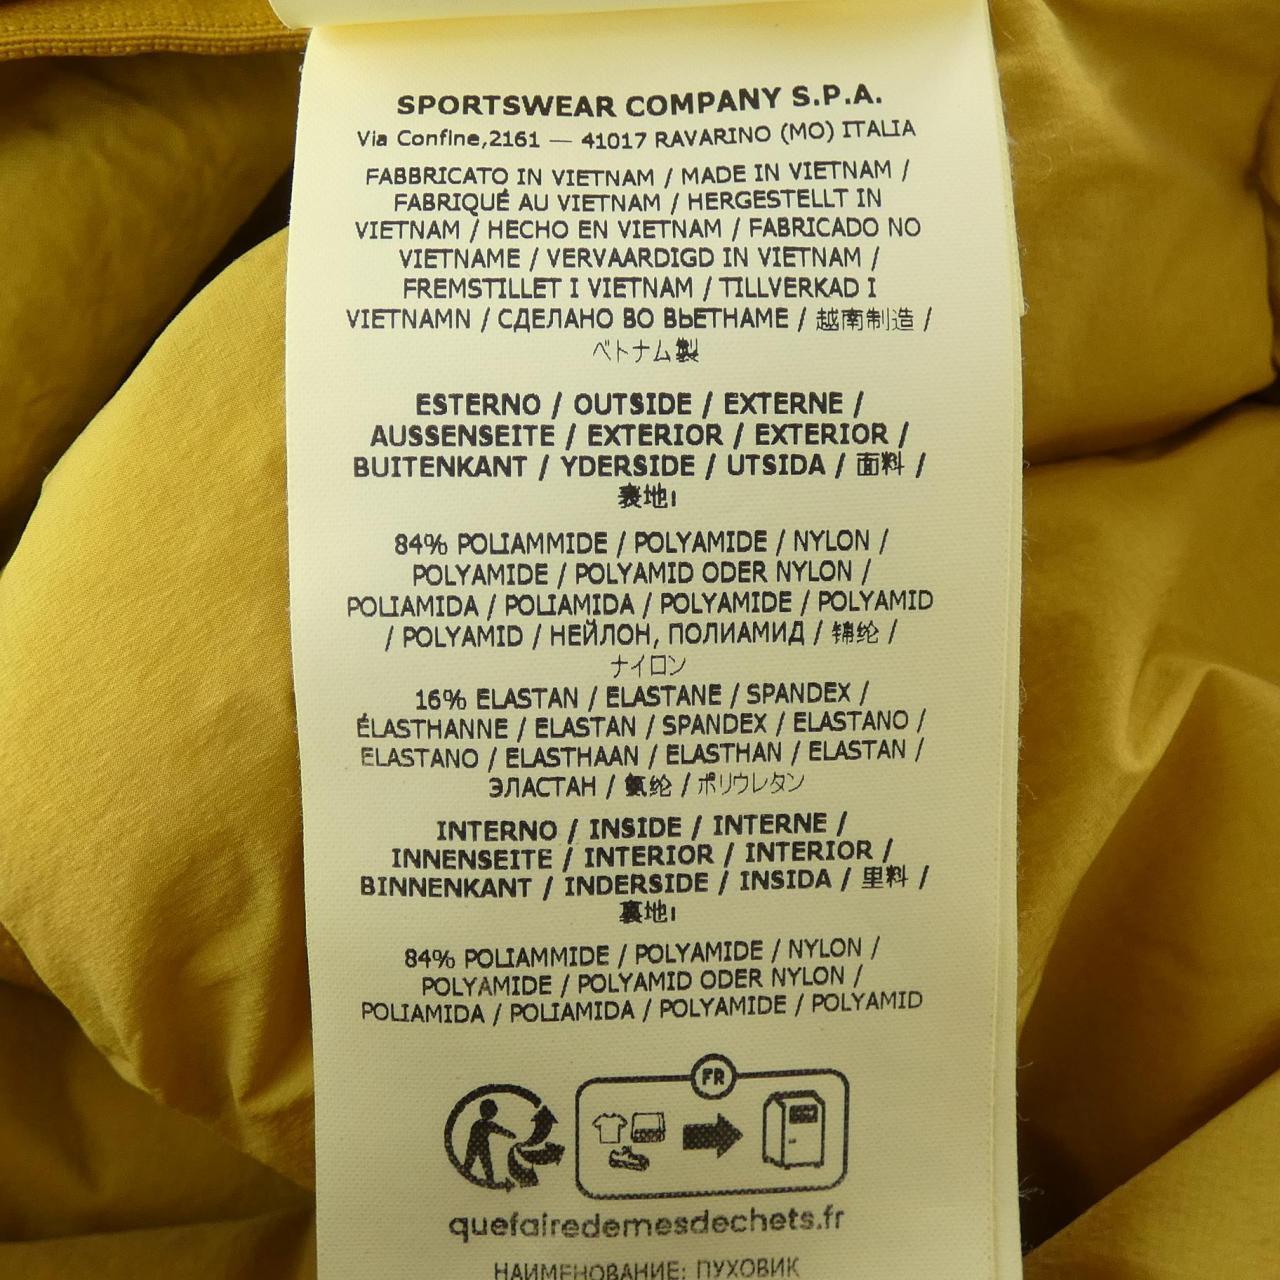 SPORTSWEAR COMPANY S.P.A.
Via Confine,2161 — 41017 RAVARINO (MO) ITALIA
FABBRICATO IN VIETNAM / MADE IN VIETNAM /
FABRIQUÉ AU VIETNAM / HERGESTELLT IN
VIETNAM / HECHO EN VIETNAM / FABRICADO NO
VIETNAME / VERVAARDIGD IN VIETNAM /
FREMSTILLET I VIETNAM / TILLVERKAD I
VIETNAMN / СДЕЛАНО ВО ВЬЕТНАМЕ / 越南制造 /
ベトナム製
ESTERNO / OUTSIDE / EXTERNE /
AUSSENSEITE / EXTERIOR / EXTERIOR /
BUITENKANT / YDERSIDE / UTSIDA / 面料 /
表地:
84% POLIAMMIDE / POLYAMIDE / NYLON /
POLYAMIDE / POLYAMID ODER NYLON /
POLIAMIDA / POLIAMIDA / POLYAMIDE / POLYAMID
/ POLYAMID / НЕЙЛОН, ПОЛИАМИД / 锦纶 /
ナイロン
16% ELASTAN / ELASTANE / SPANDEX /
ÉLASTHANNE / ELASTAN / SPANDEX / ELASTANO /
ELASTANO / ELASTHAAN / ELASTHAN / ELASTAN /
ЭЛАСТАН / 氨纶 / ポリウレタン
INTERNO / INSIDE / INTERNE /
INNENSEITE / INTERIOR / INTERIOR /
BINNENKANT / INDERSIDE / INSIDA / 里料 /
裏地:
84% POLIAMMIDE / POLYAMIDE / NYLON /
POLYAMIDE / POLYAMID ODER NYLON /
POLIAMIDA / POLIAMIDA / POLYAMIDE / POLYAMID
FR
quefairedemesdechets.fr
НАИМЕНОВАНИЕ: ПУХОВИК